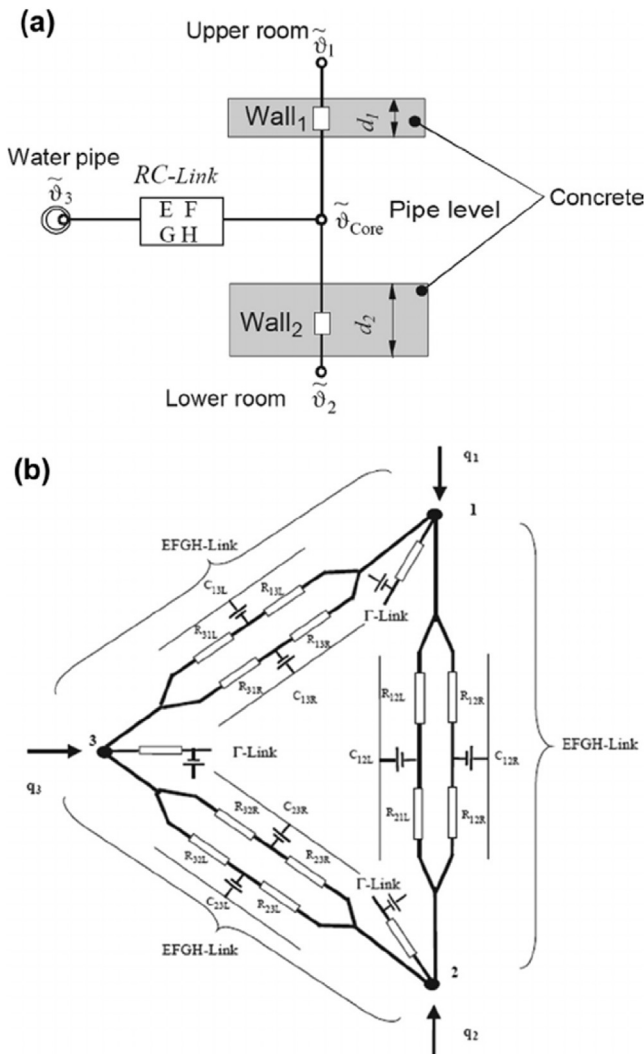 (a)
Upper room
ϑ̃1
Wall1
d1
Water pipe
ϑ̃3
RC-Link
E F
G H
ϑ̃Core
Pipe level
Concrete
Wall2
d2
ϑ̃2
Lower room
(b)
q1
1
EFGH-Link
C13L
R13L
Γ-Link
R31L
R13R
R31R
C13R
R12L
R12R
3
Γ-Link
C12L
C12R
EFGH-Link
q3
R32R
C23R
R21L
R12R
R32L
R23R
Γ-Link
C23L
R23L
EFGH-Link
2
q2